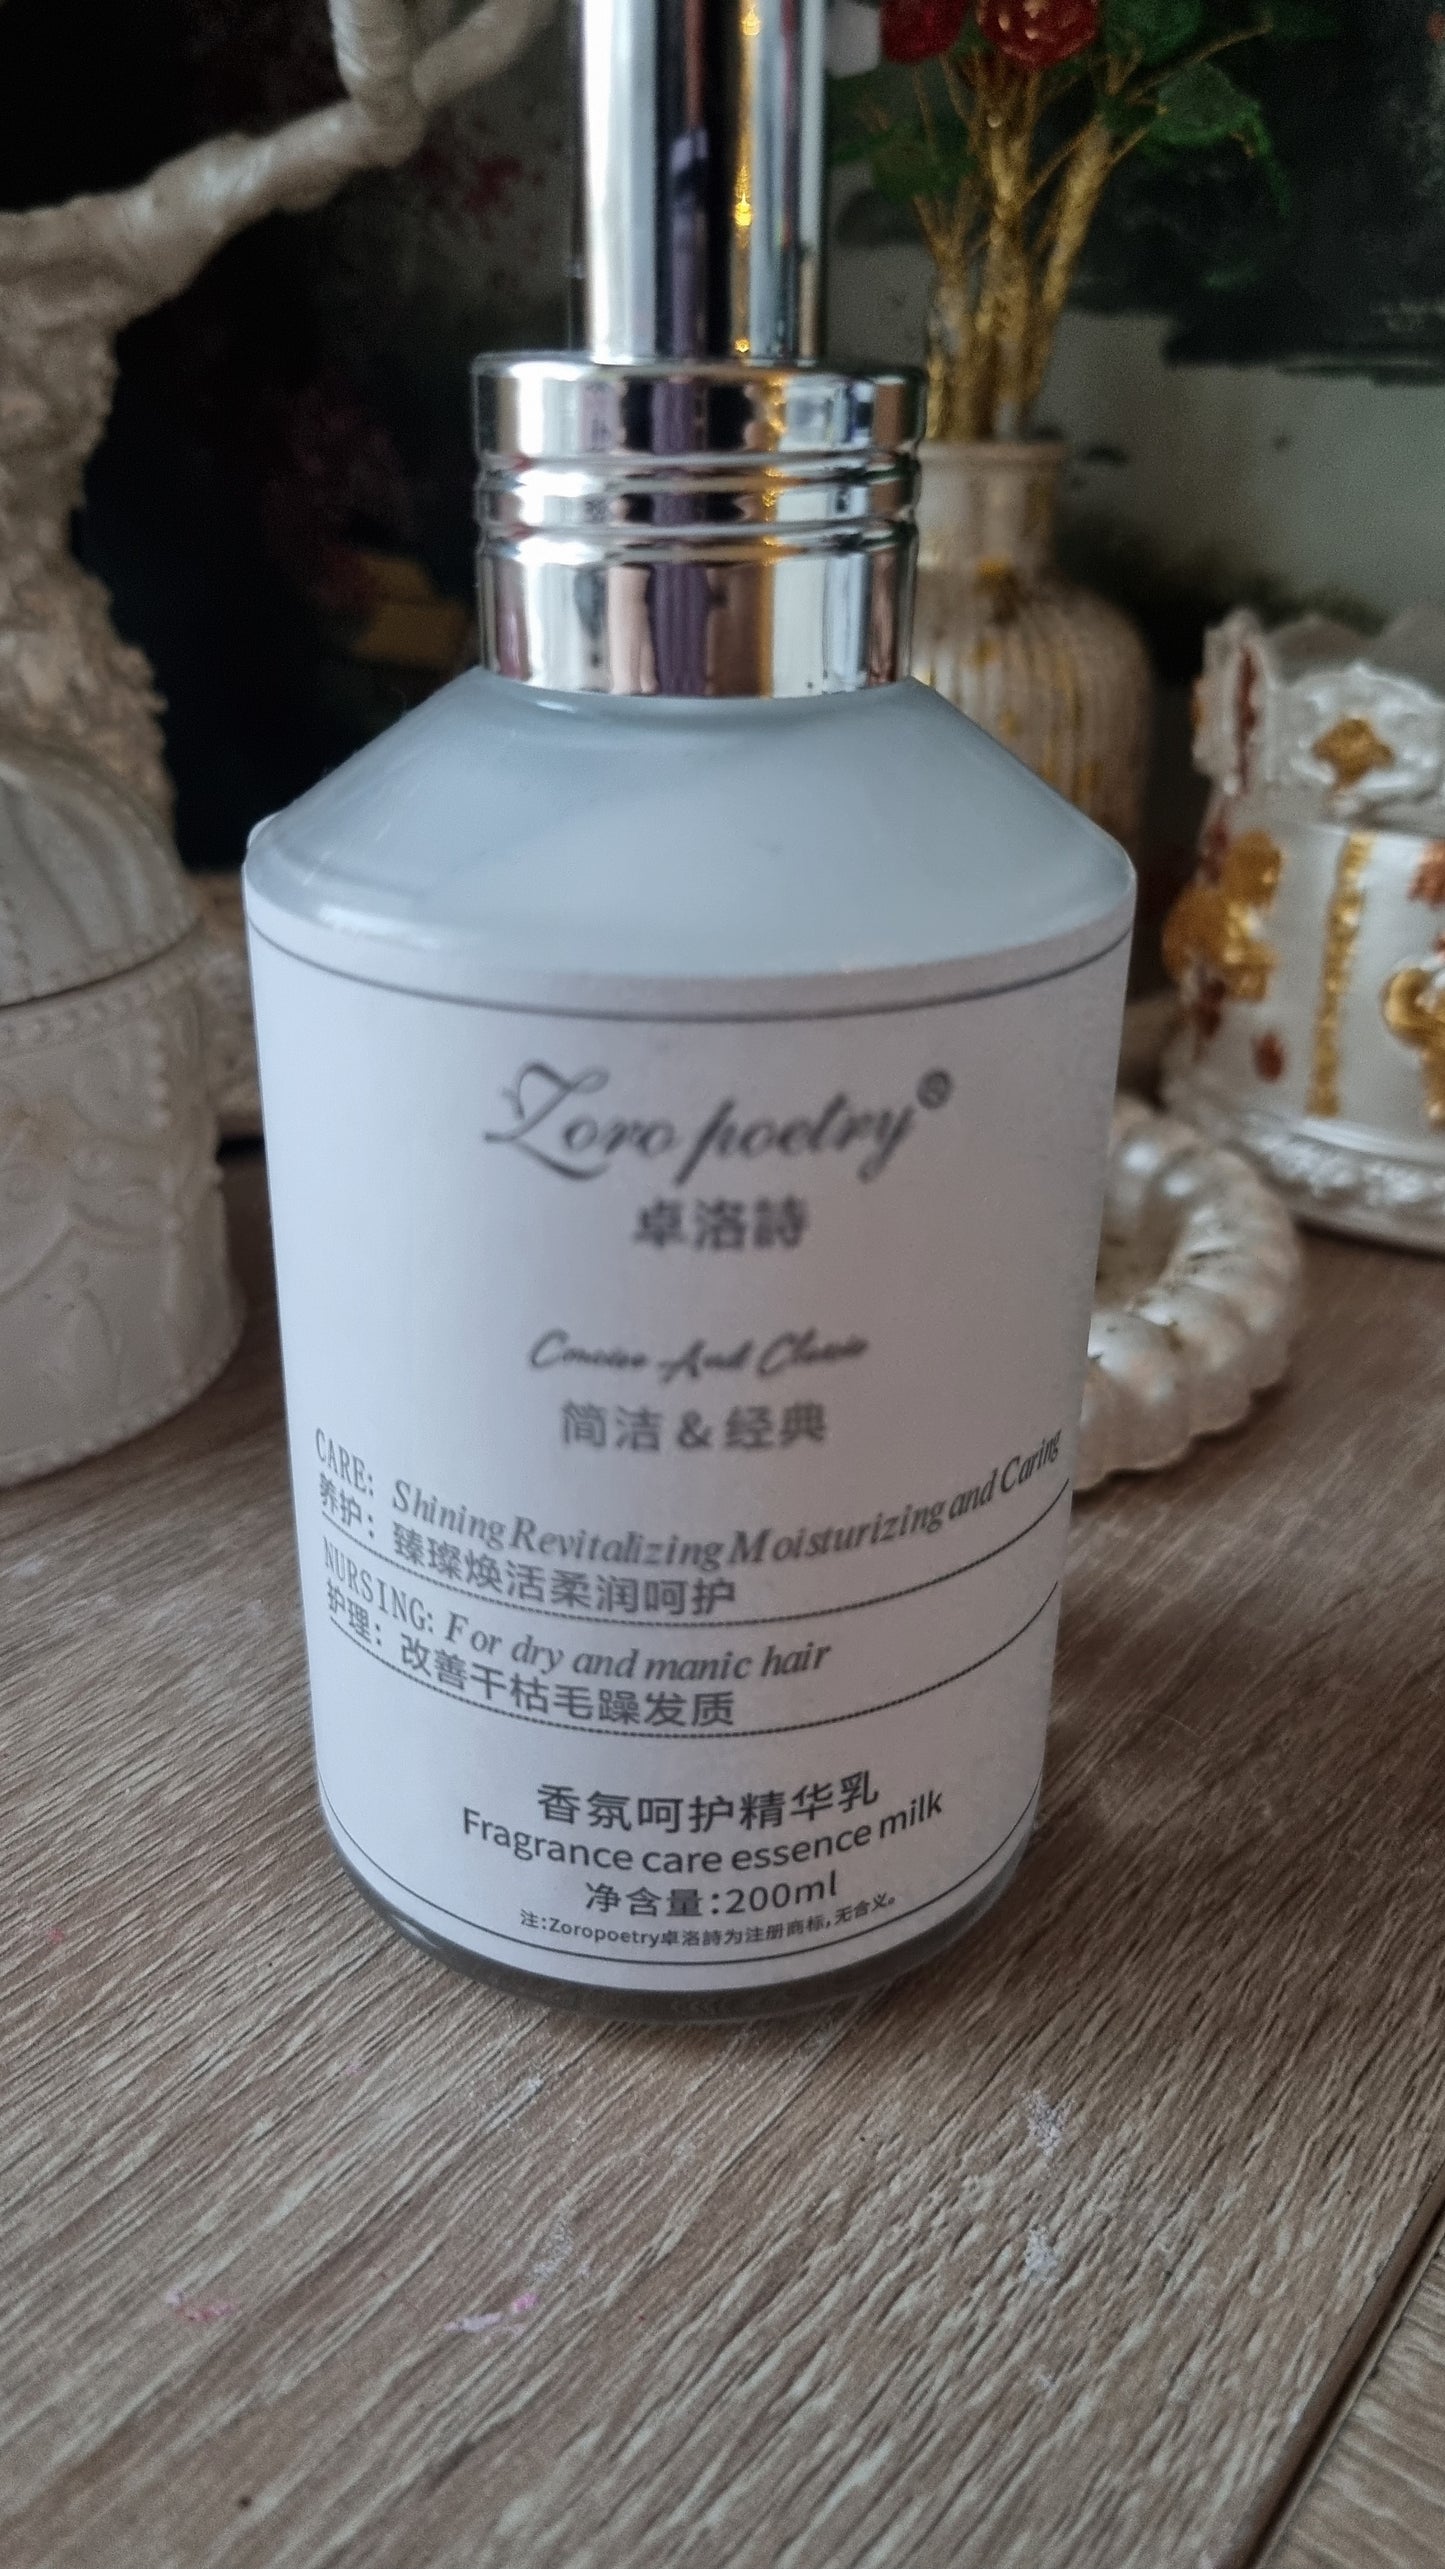 Zoro poetry®
卓洛詩
Concise And Classic
简洁 & 经典
CARE: Shining Revitalizing Moisturizing and Caring
养护: 臻璨焕活柔润呵护
NURSING: For dry and manic hair
护理: 改善干枯毛躁发质
香氛呵护精华乳
Fragrance care essence milk
净含量:200ml
注:Zoropoetry卓洛詩为注册商标,无含义。